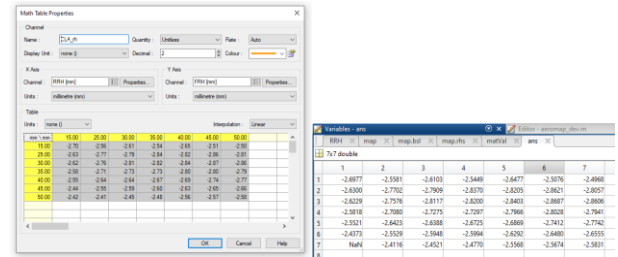 Math Table Properties
Channel
Name : CLA_rh Quantity : Unitless Rate : Auto
Display Unit : none () Decimal : 2 Colour :
X Axis Y Axis
Channel : RRH [mm] Properties... Channel : FRH [mm] Properties...
Units : millimetre (mm) Units : millimetre (mm)
Table
Units : none () Interpolation : Linear
mm \ mm 15.00 25.00 30.00 35.00 40.00 45.00 50.00
15.00 -2.70 -2.56 -2.61 -2.54 -2.65 -2.51 -2.50
25.00 -2.63 -2.77 -2.79 -2.84 -2.82 -2.86 -2.81
30.00 -2.62 -2.76 -2.81 -2.82 -2.84 -2.87 -2.86
35.00 -2.58 -2.71 -2.73 -2.73 -2.80 -2.80 -2.79
40.00 -2.55 -2.64 -2.64 -2.67 -2.69 -2.74 -2.77
45.00 -2.44 -2.55 -2.59 -2.60 -2.63 -2.65 -2.66
50.00 -2.42 -2.41 -2.45 -2.48 -2.56 -2.57 -2.58
OK Cancel Help
Variables - ans Editor - aeromap_dec.m
RRH map map.bsl map.rhs matVal ans
7x7 double
1 2 3 4 5 6 7
1 -2.6977 -2.5581 -2.6103 -2.5449 -2.6477 -2.5076 -2.4968
2 -2.6300 -2.7702 -2.7909 -2.8370 -2.8205 -2.8621 -2.8057
3 -2.6229 -2.7576 -2.8117 -2.8200 -2.8403 -2.8687 -2.8606
4 -2.5818 -2.7080 -2.7275 -2.7297 -2.7966 -2.8028 -2.7941
5 -2.5521 -2.6423 -2.6388 -2.6725 -2.6869 -2.7412 -2.7742
6 -2.4373 -2.5529 -2.5948 -2.5994 -2.6292 -2.6480 -2.6555
7 NaN -2.4116 -2.4521 -2.4770 -2.5568 -2.5674 -2.5831
8